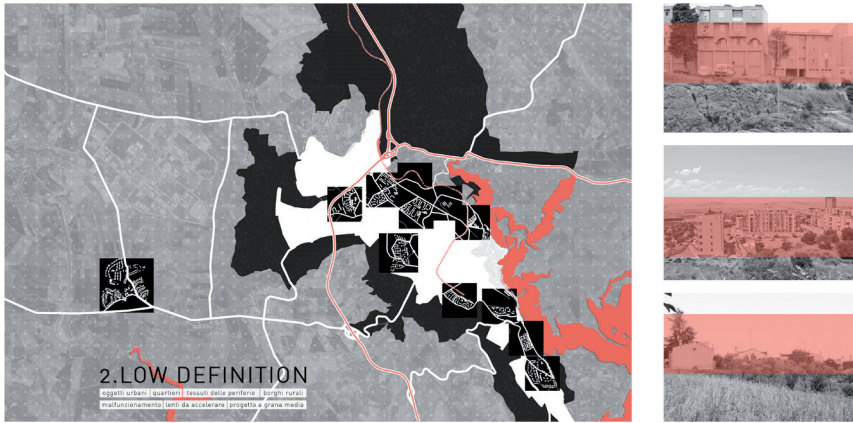 2.LOW DEFINITION
oggetti urbani | quartieri | tessuti delle periferie | borghi rurali
malfunzionamento | lenti da accelerare | progetto a grana media